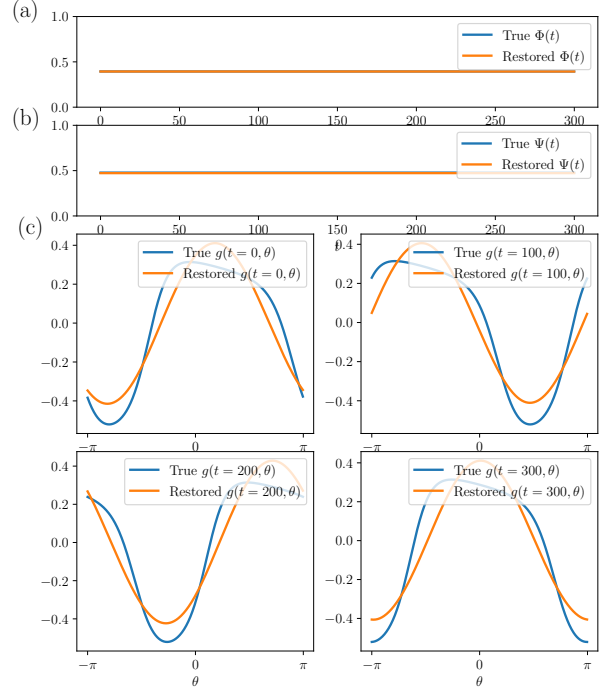 (a)
1.0
0.5
0.0
True Φ(t)
Restored Φ(t)
0 50 100 150 200 250 300
(b)
1.0
0.5
0.0
True Ψ(t)
Restored Ψ(t)
0 50 100 150 200 250 300
t
(c)
0.4
0.2
0.0
−0.2
−0.4
True g(t = 0, θ)
Restored g(t = 0, θ)
−π 0 π
0.4
0.2
0.0
−0.2
−0.4
True g(t = 100, θ)
Restored g(t = 100, θ)
−π 0 π
0.4
0.2
0.0
−0.2
−0.4
True g(t = 200, θ)
Restored g(t = 200, θ)
−π 0 π
θ
0.4
0.2
0.0
−0.2
−0.4
True g(t = 300, θ)
Restored g(t = 300, θ)
−π 0 π
θ